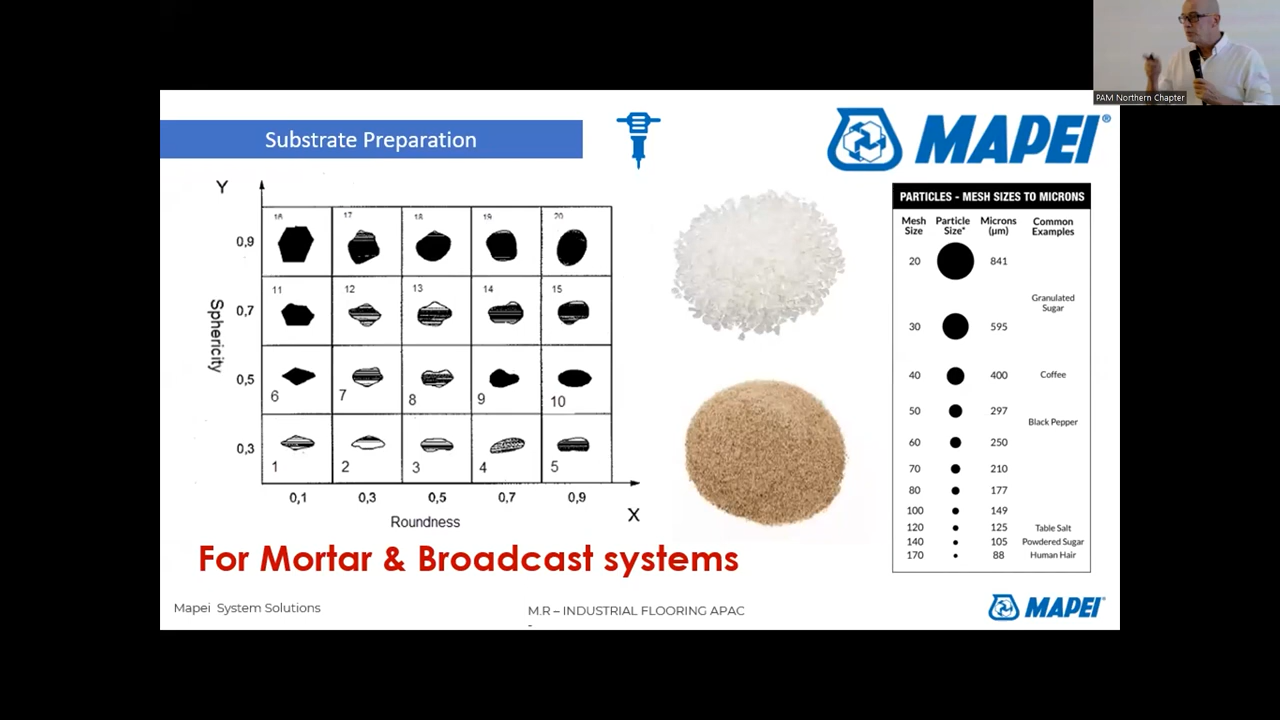 PAM Northern Chapter
Substrate Preparation
MAPEI®
Y
Sphericity
0,9
16 17 18 19 20
0,7
11 12 13 14 15
0,5
6 7 8 9 10
0,3
1 2 3 4 5
0,1 0,3 0,5 0,7 0,9
Roundness
X
PARTICLES - MESH SIZES TO MICRONS
Mesh Size Particle Size* Microns (µm) Common Examples
20 841
Granulated Sugar
30 595
40 400 Coffee
50 297
Black Pepper
60 250
70 210
80 177
100 149
120 125 Table Salt
140 105 Powdered Sugar
170 88 Human Hair
For Mortar & Broadcast systems
Mapei System Solutions
M.R – INDUSTRIAL FLOORING APAC
-
MAPEI®